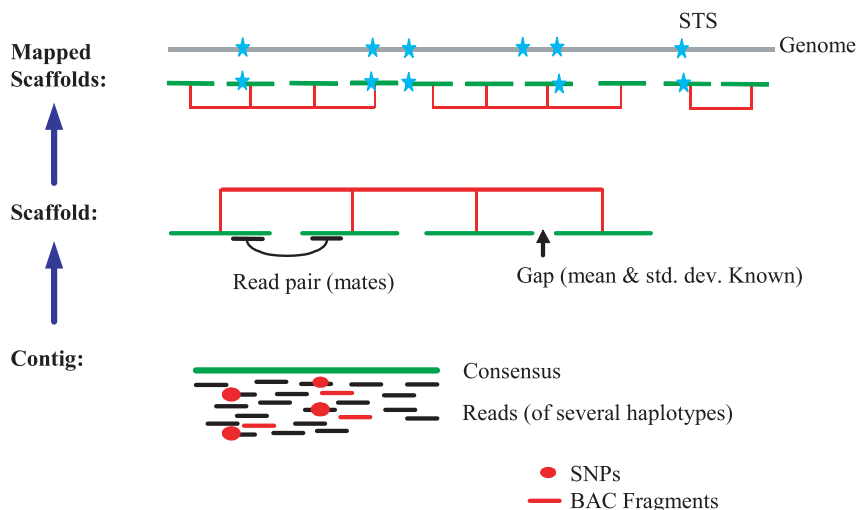 STS
Genome
Mapped
Scaffolds:
Scaffold:
Read pair (mates)
Gap (mean & std. dev. Known)
Contig:
Consensus
Reads (of several haplotypes)
SNPs
BAC Fragments